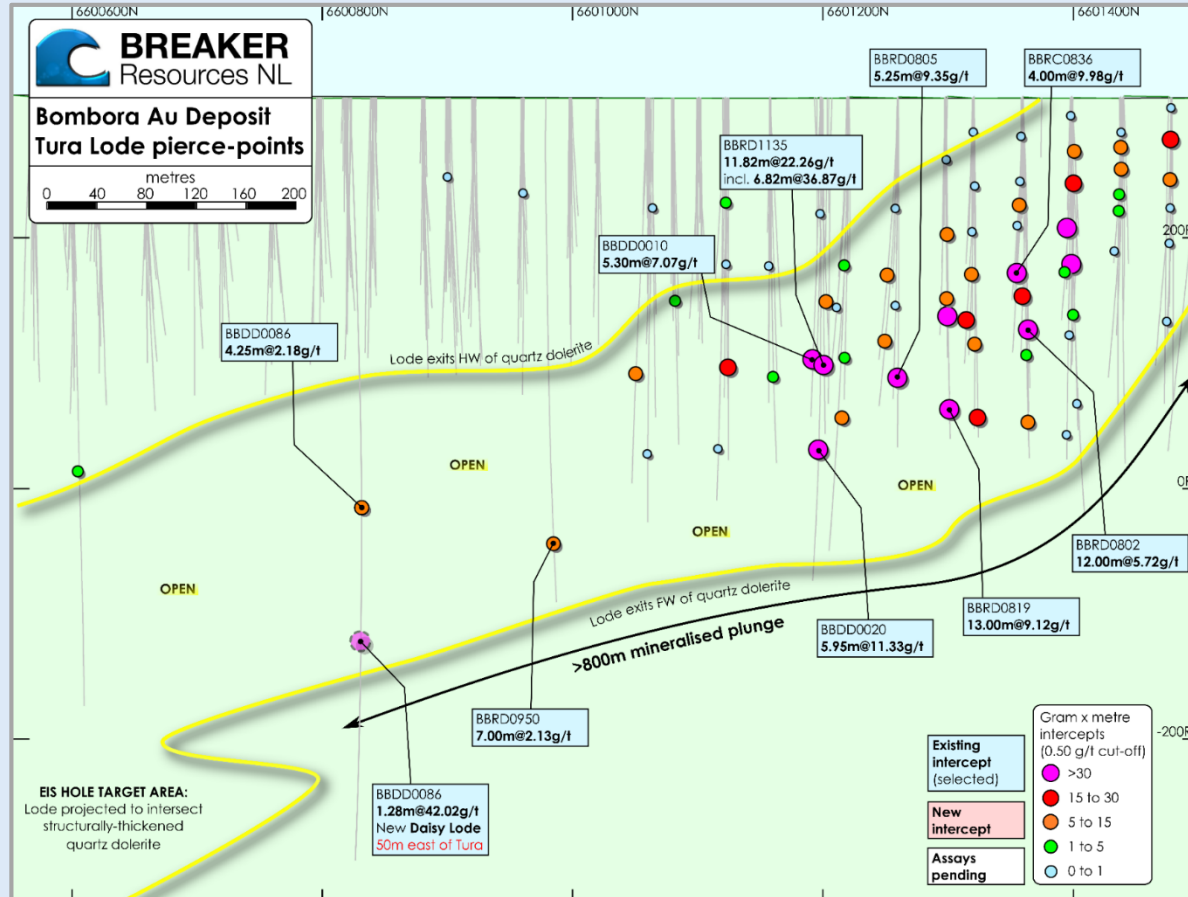 6600600N
6600800N
6601000N
6601200N
6601400N
BREAKER
Resources NL
Bombora Au Deposit
Tura Lode pierce-points
metres
0 40 80 120 160 200
BBRD0805
5.25m@9.35g/t
BBRC0836
4.00m@9.98g/t
BBRD1135
11.82m@22.26g/t
incl. 6.82m@36.87g/t
BBDD0010
5.30m@7.07g/t
200R
BBDD0086
4.25m@2.18g/t
Lode exits HW of quartz dolerite
OPEN
OPEN
0R
OPEN
OPEN
BBRD0802
12.00m@5.72g/t
Lode exits FW of quartz dolerite
BBRD0819
13.00m@9.12g/t
BBDD0020
5.95m@11.33g/t
>800m mineralised plunge
BBRD0950
7.00m@2.13g/t
-200R
BBDD0086
1.28m@42.02g/t
New Daisy Lode
50m east of Tura
EIS HOLE TARGET AREA:
Lode projected to intersect
structurally-thickened
quartz dolerite
Existing
intercept
(selected)
New
intercept
Assays
pending
Gram x metre
intercepts
(0.50 g/t cut-off)
>30
15 to 30
5 to 15
1 to 5
0 to 1